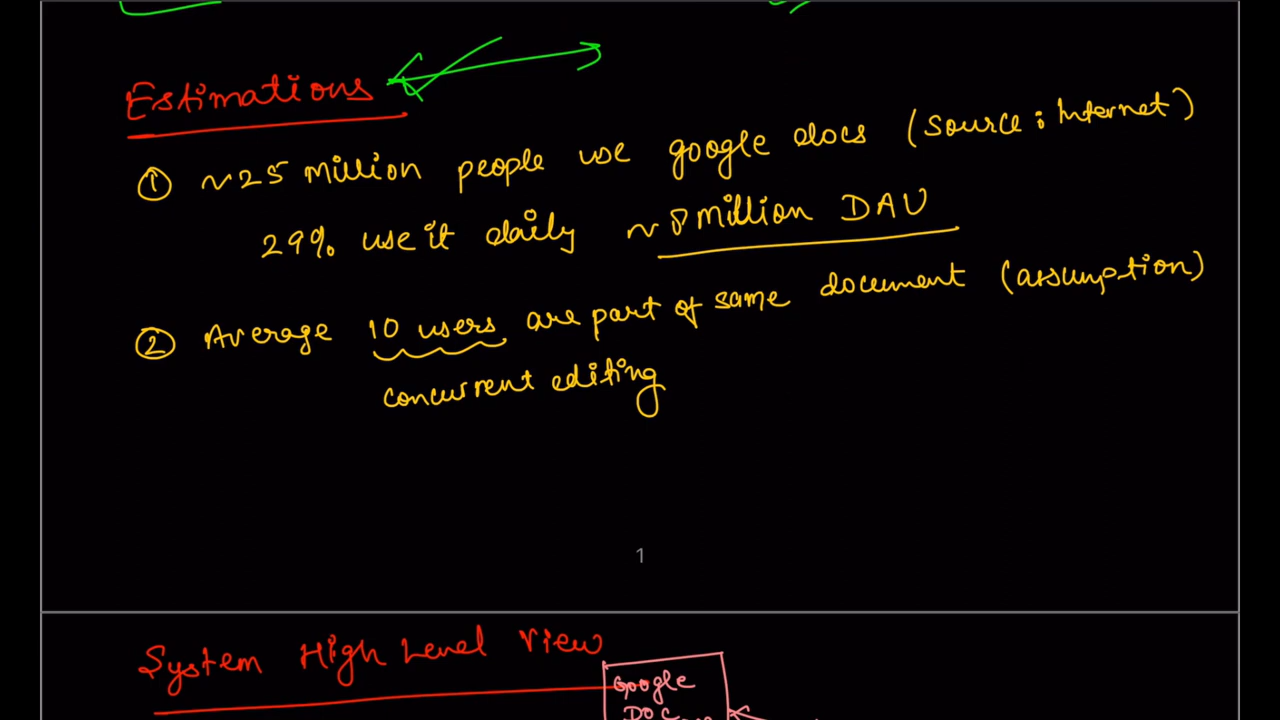 Estimations
① ~25 million people use google docs (source : Internet)
29% use it daily ~8 Million DAU
② Average 10 users are part of same document (assumption)
concurrent editing
1
System High Level View
Google
DOC